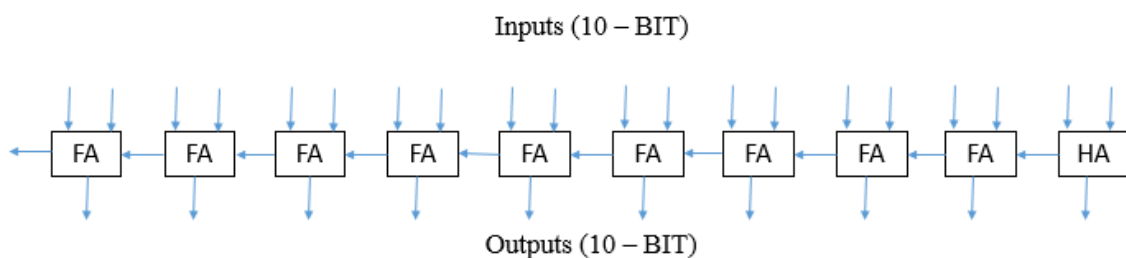 Inputs (10 – BIT)
FA FA FA FA FA FA FA FA FA HA
Outputs (10 – BIT)